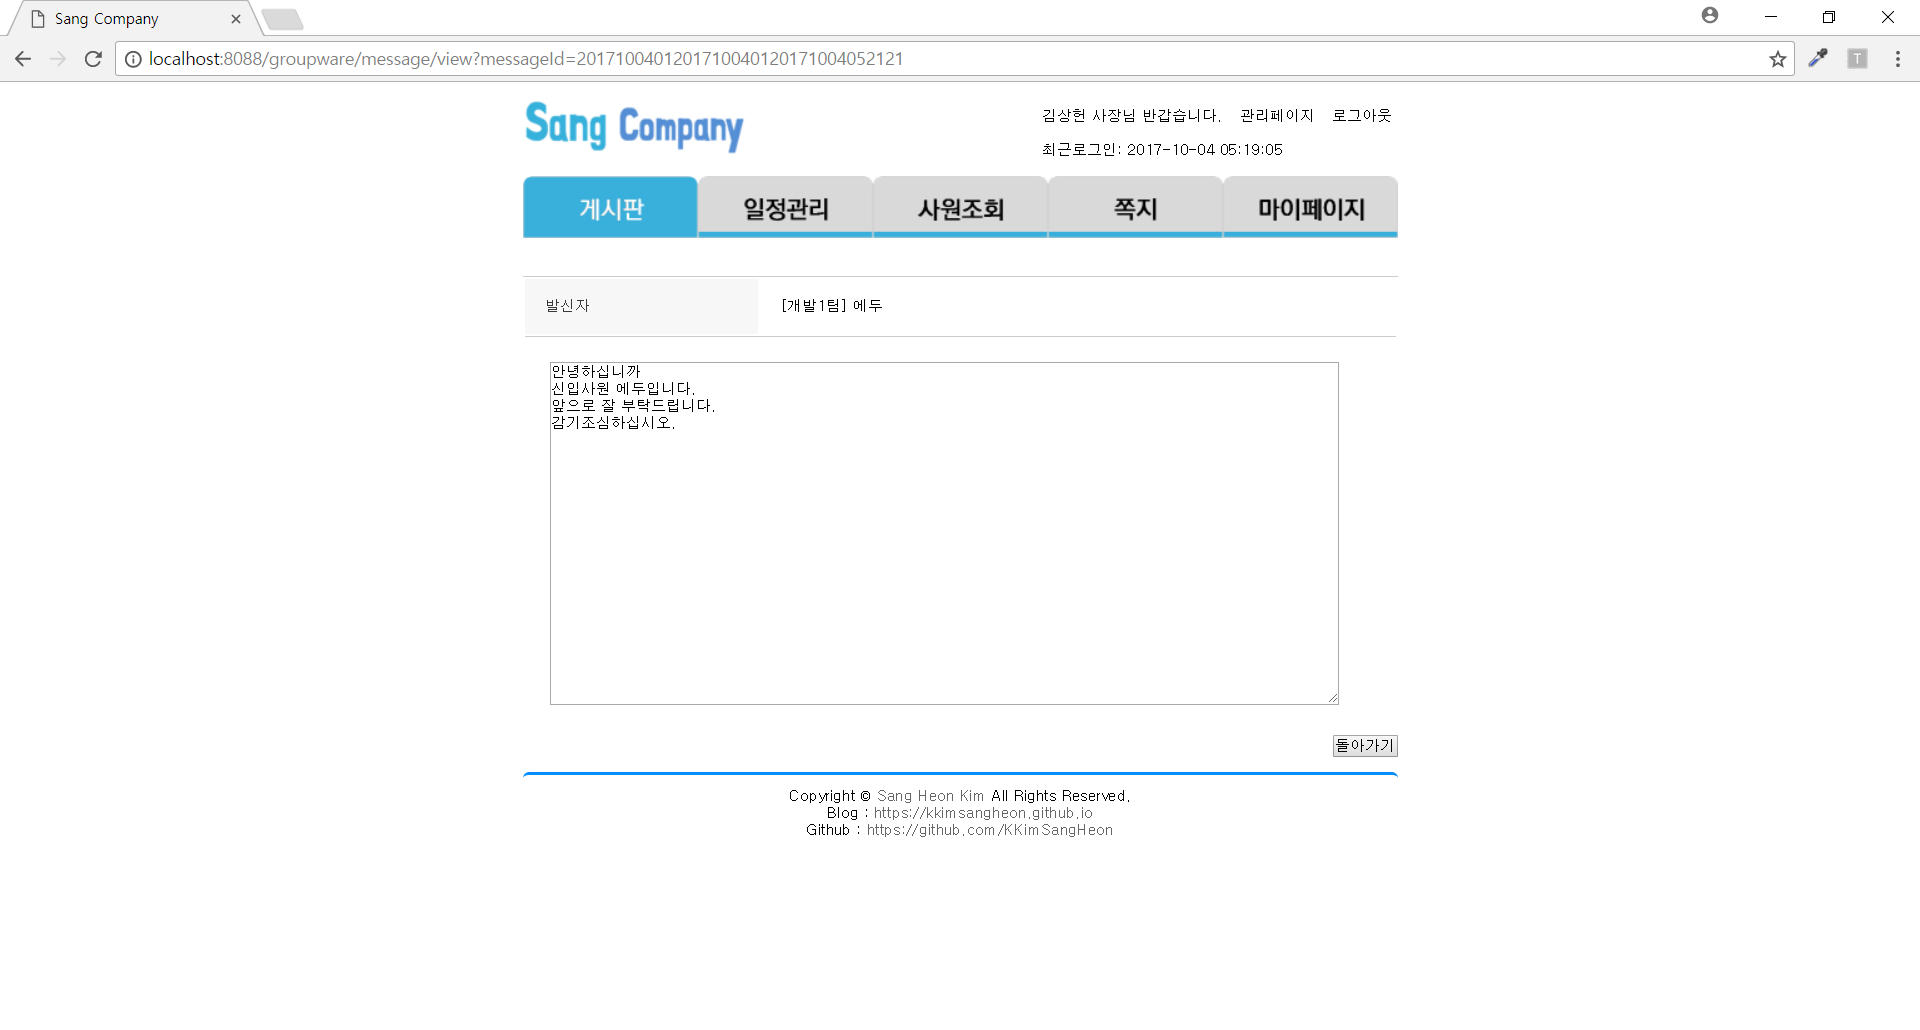 Sang Company
localhost:8088/groupware/message/view?messageId=20171004012017100401201710040521​21
Sang Company
김상헌 사장님 반갑습니다. 관리페이지 로그아웃
최근로그인: 2017-10-04 05:19:05
게시판 일정관리 사원조회 쪽지 마이페이지
발신자 [개발1팀] 에두
안녕하십니까
신입사원 에두입니다.
앞으로 잘 부탁드립니다.
감기조심하십시오.
돌아가기
Copyright © Sang Heon Kim All Rights Reserved.
Blog : https://kkimsangheon.github.io
Github : https://github.com/KKimSangHeon